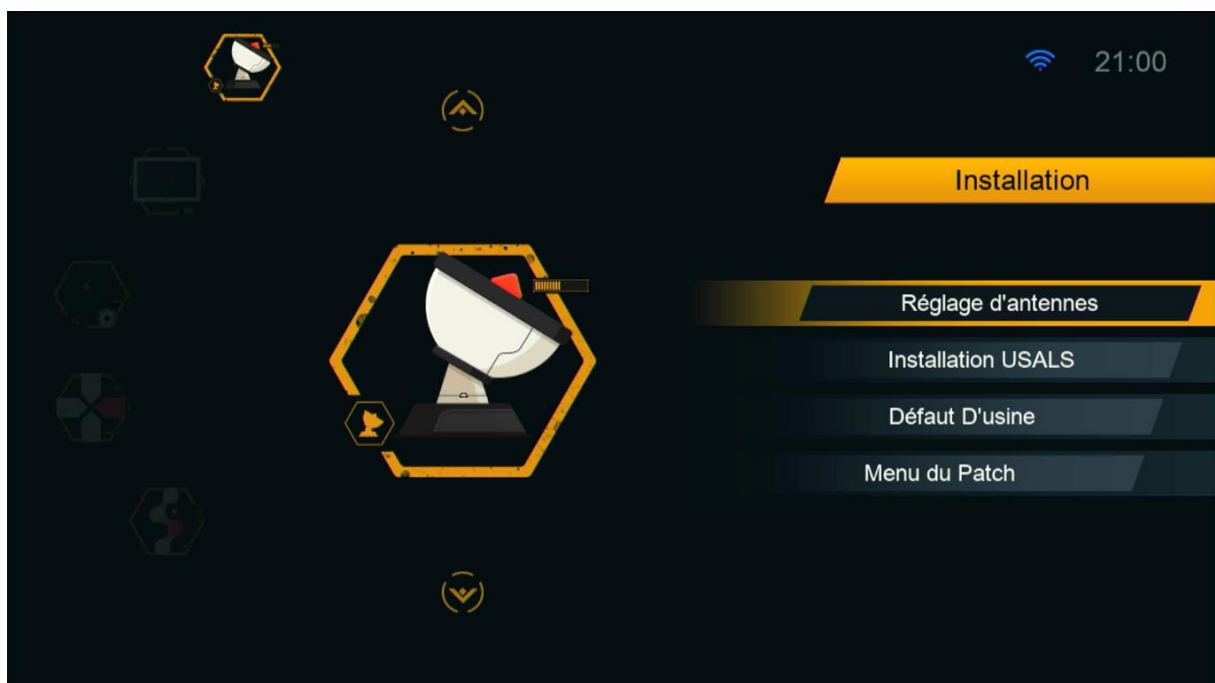 21:00
Installation
Réglage d'antennes
Installation USALS
Défaut D'usine
Menu du Patch